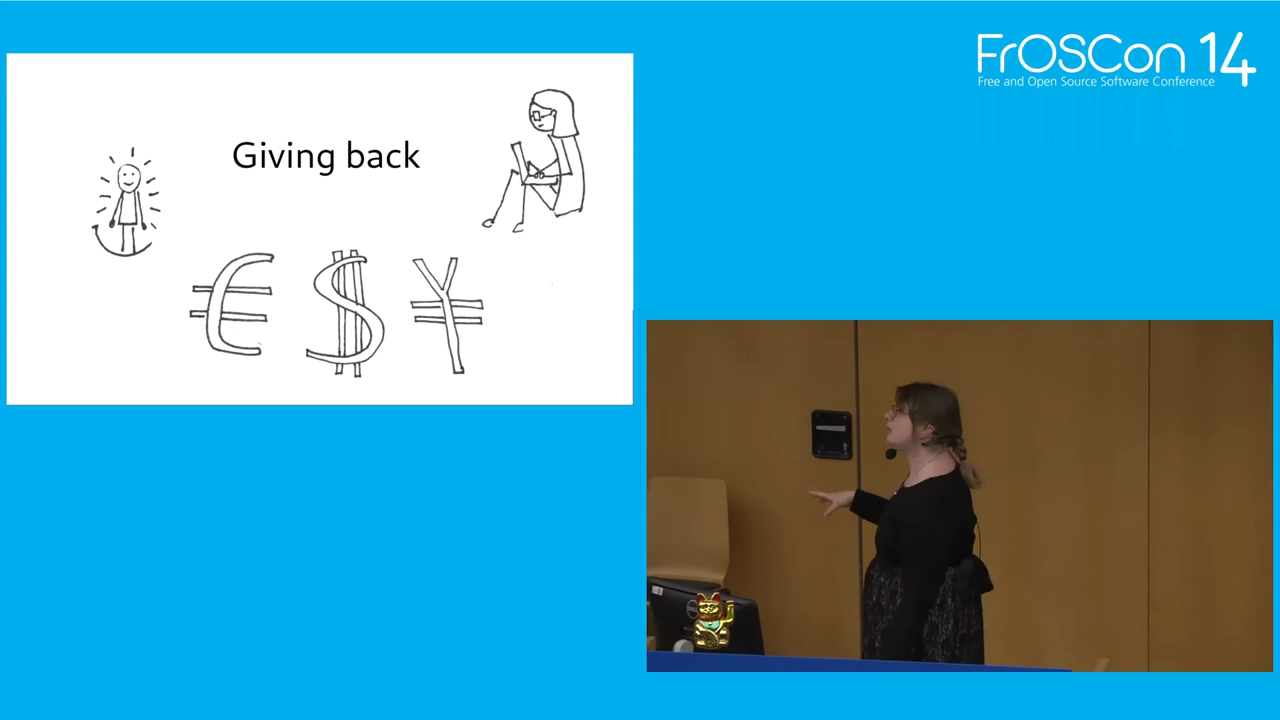 FrOSCon 14
Free and Open Source Software Conference
Giving back
€ $ ¥